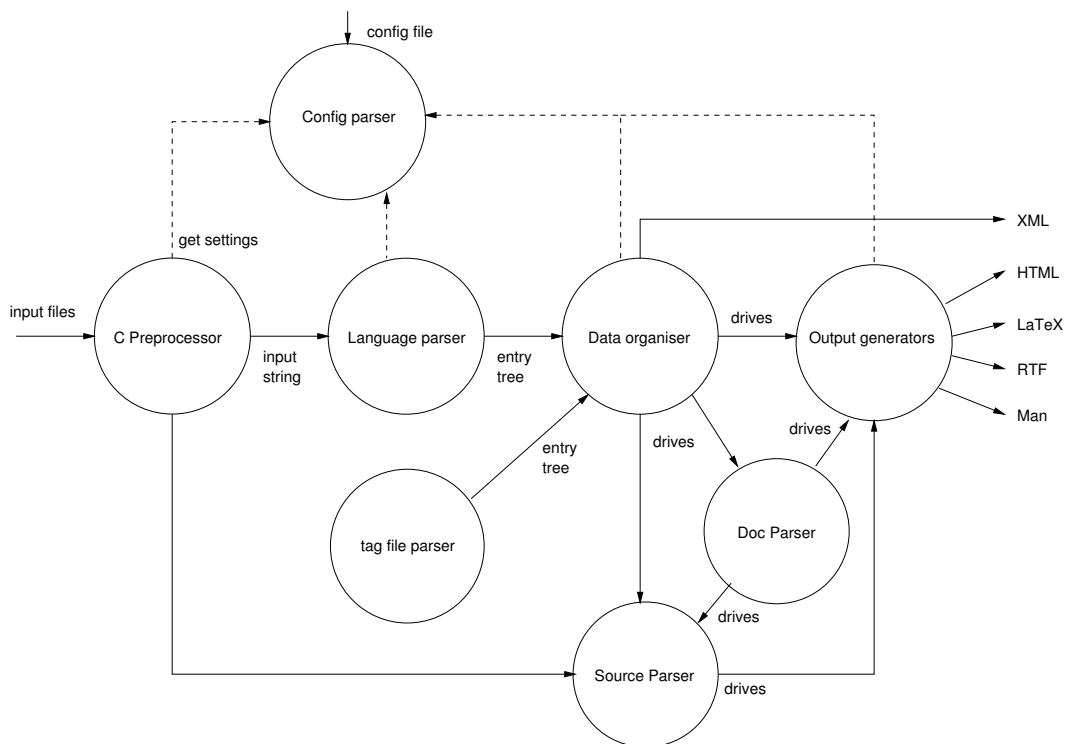 config file
Config parser
get settings
XML
HTML
input files
drives
LaTeX
C Preprocessor
Language parser
Data organiser
Output generators
input
string
entry
tree
RTF
Man
drives
drives
entry
tree
tag file parser
Doc Parser
drives
Source Parser
drives